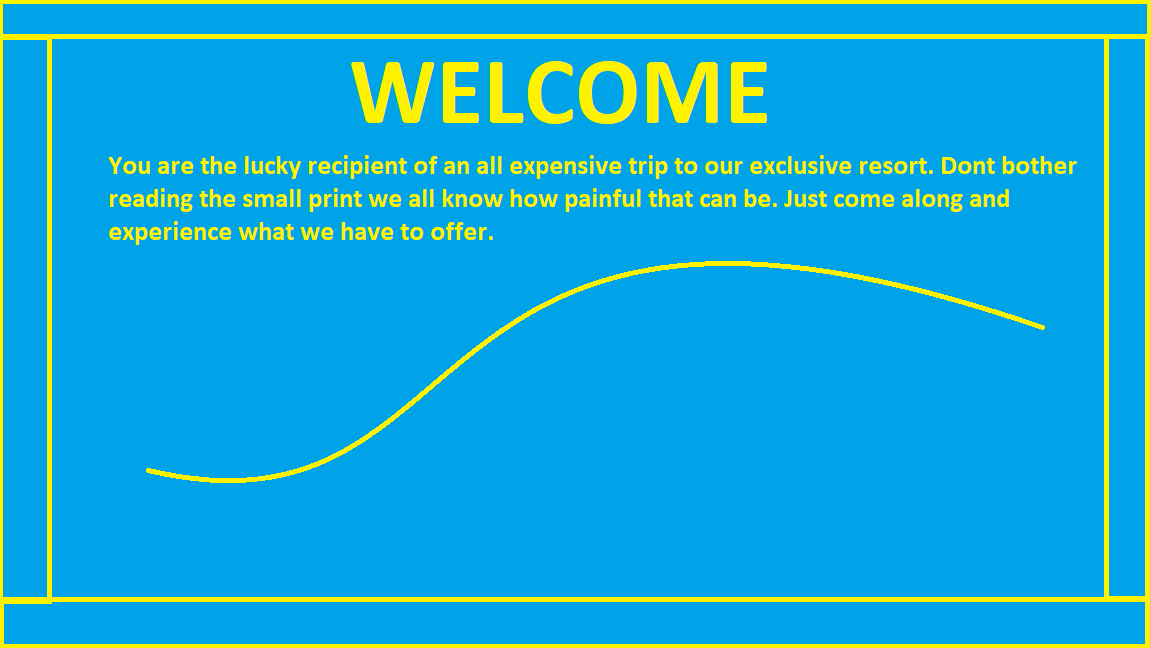 WELCOME
You are the lucky recipient of an all expensive trip to our exclusive resort. Dont bother
reading the small print we all know how painful that can be. Just come along and
experience what we have to offer.